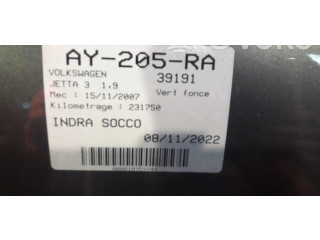 AY-205-RA
VOLKSWAGEN 39191
JETTA 3 1.9 Vert fonce
Mec : 15/11/2007
Kilometrage : 231750
INDRA SOCCO
08/11/2022